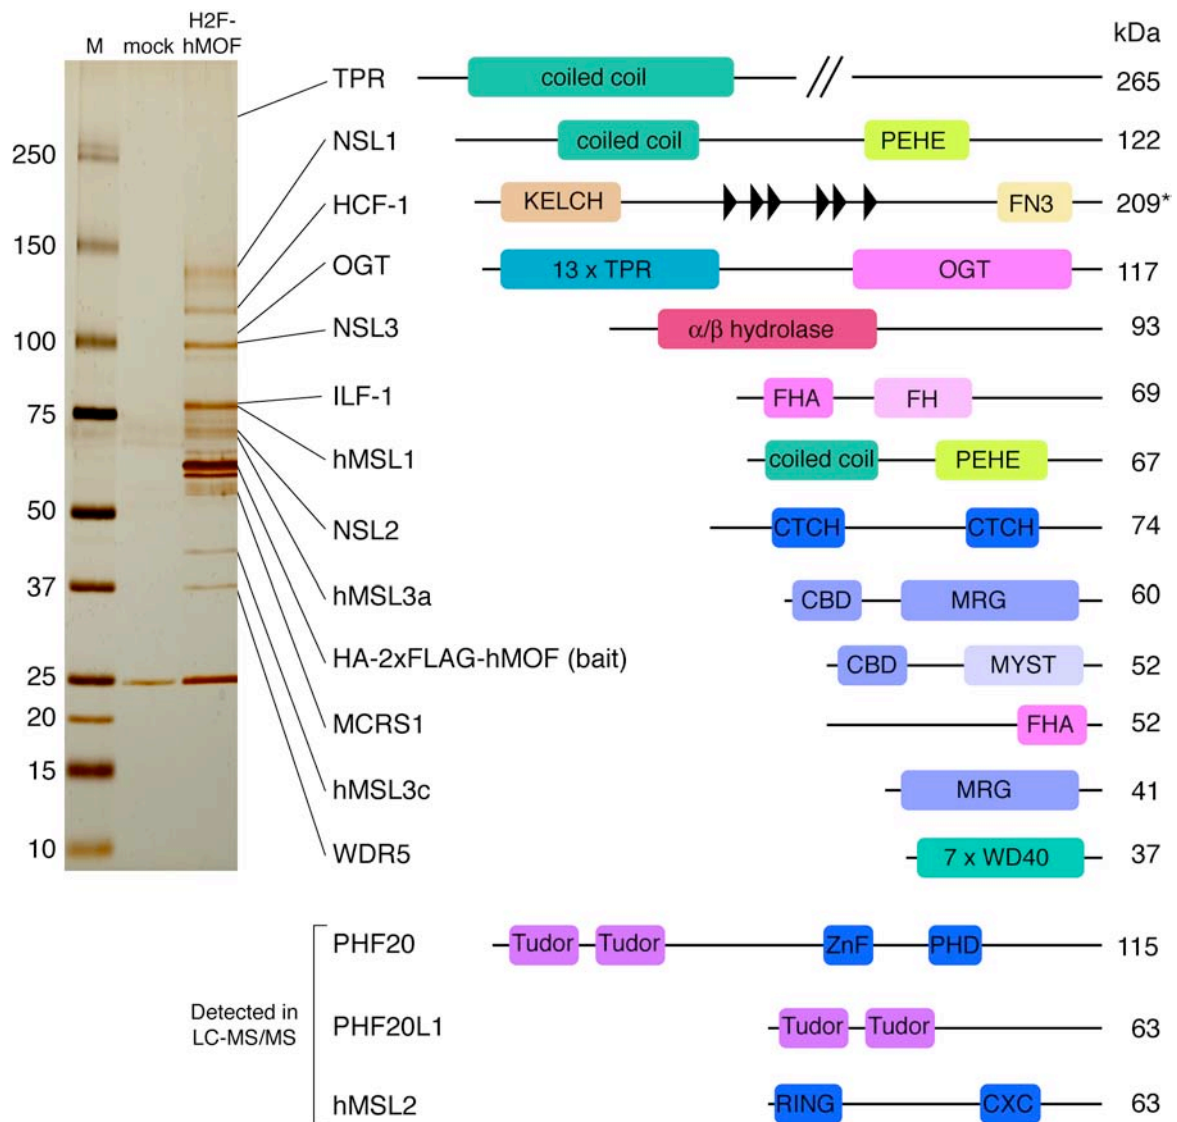 H2F-
M mock hMOF
kDa
250
150
100
75
50
37
25
20
15
10
TPR coiled coil // 265
NSL1 coiled coil PEHE 122
HCF-1 KELCH FN3 209*
OGT 13 x TPR OGT 117
NSL3 α/β hydrolase 93
ILF-1 FHA FH 69
hMSL1 coiled coil PEHE 67
NSL2 CTCH CTCH 74
hMSL3a CBD MRG 60
HA-2xFLAG-hMOF (bait) CBD MYST 52
MCRS1 FHA 52
hMSL3c MRG 41
WDR5 7 x WD40 37
Detected in
LC-MS/MS
PHF20 Tudor Tudor ZnF PHD 115
PHF20L1 Tudor Tudor 63
hMSL2 RING CXC 63